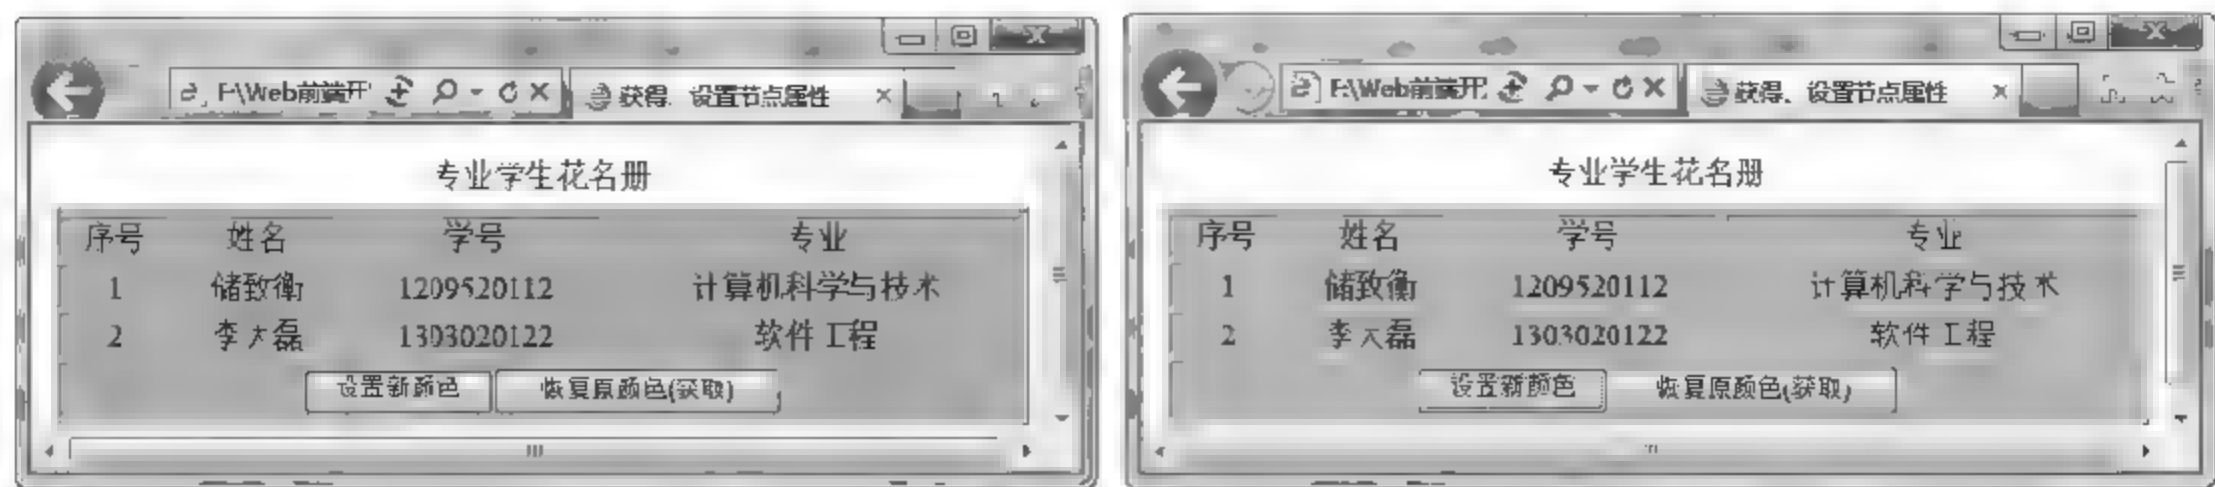 F:\Web前端开 获得、设置节点属性
专业学生花名册
序号 姓名 学号 专业
1 储致衡 1209520112 计算机科学与技术
2 李大磊 1303020122 软件工程
设置新颜色 恢复原颜色(获取)
F:\Web前端开 获得、设置节点属性
专业学生花名册
序号 姓名 学号 专业
1 储致衡 1209520112 计算机科学与技术
2 李大磊 1303020122 软件工程
设置新颜色 恢复原颜色(获取)